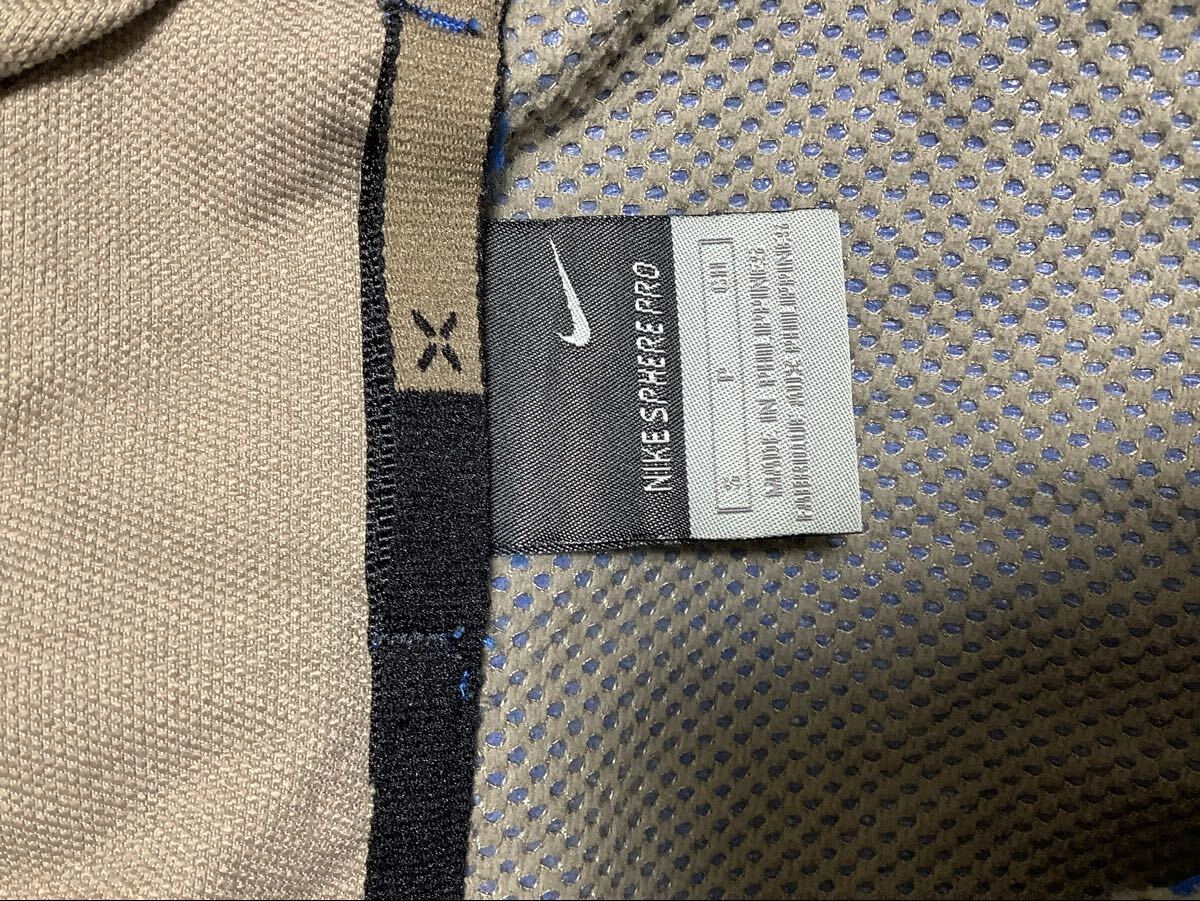 NIKE SPHERE PRO
S P CH
MADE IN PHILIPPINES
FABRIQUE AUX PHILIPPINES